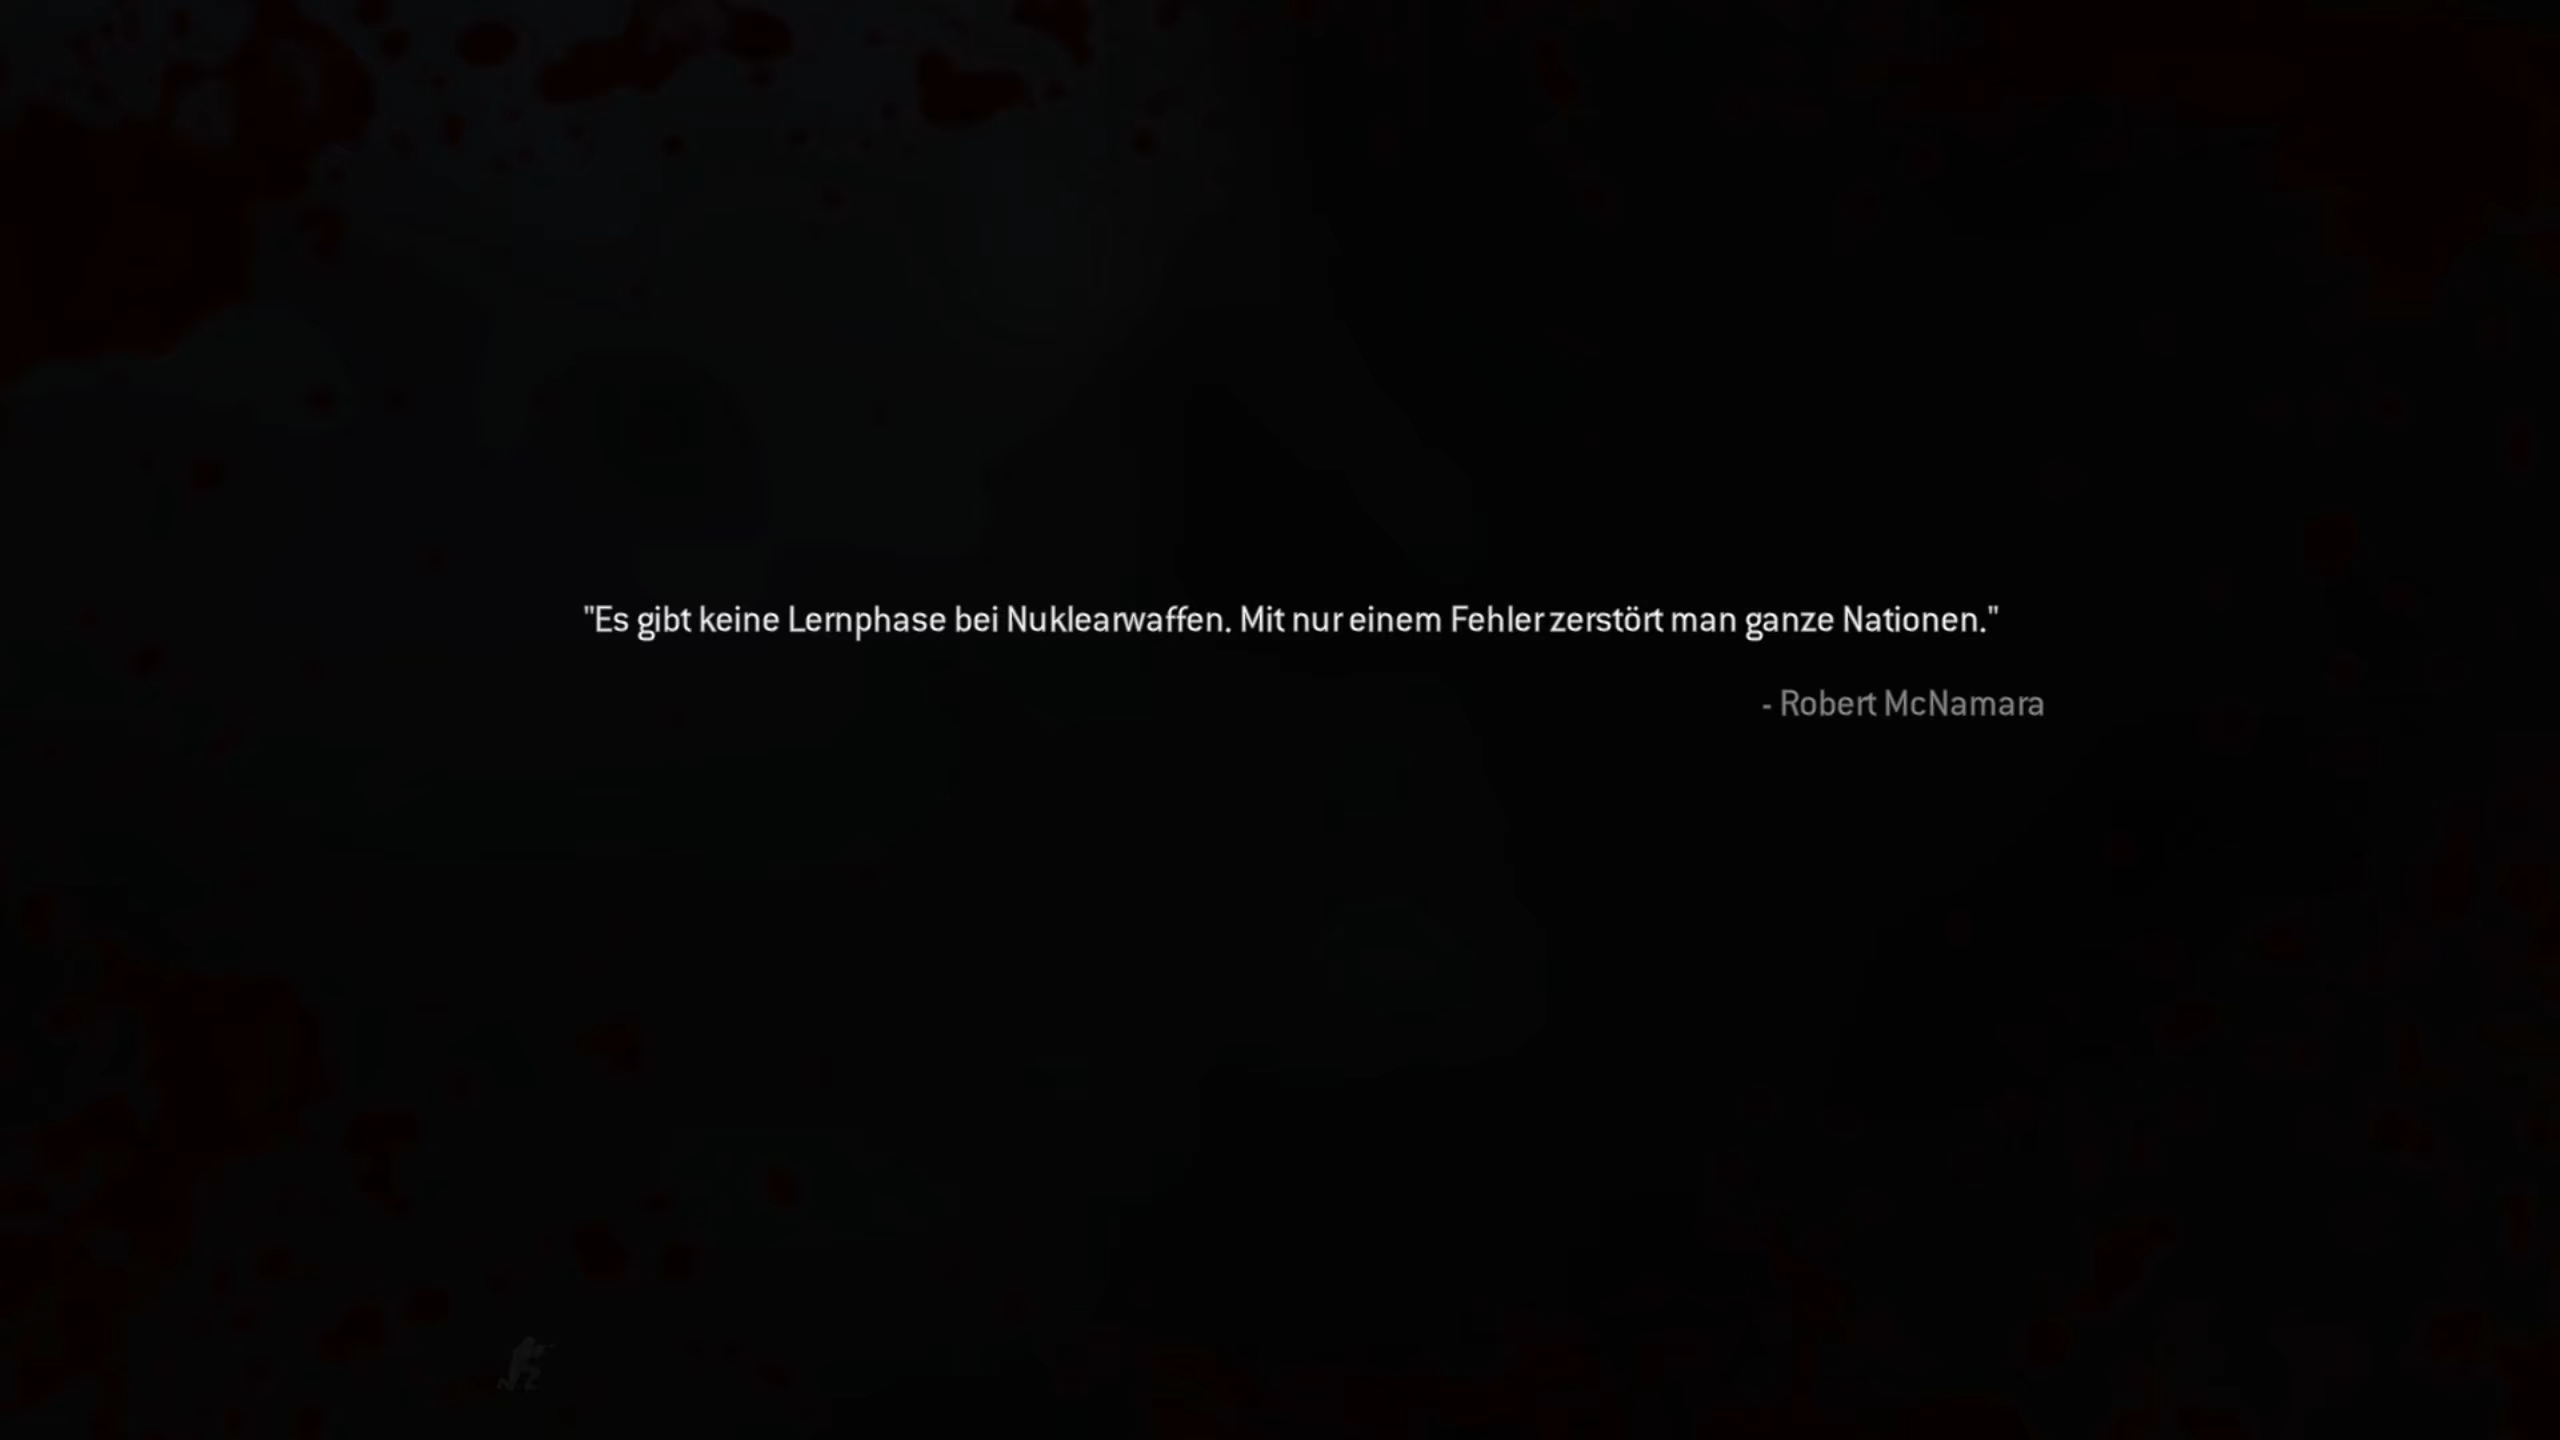 "Es gibt keine Lernphase bei Nuklearwaffen. Mit nur einem Fehler zerstört man ganze Nationen."
- Robert McNamara